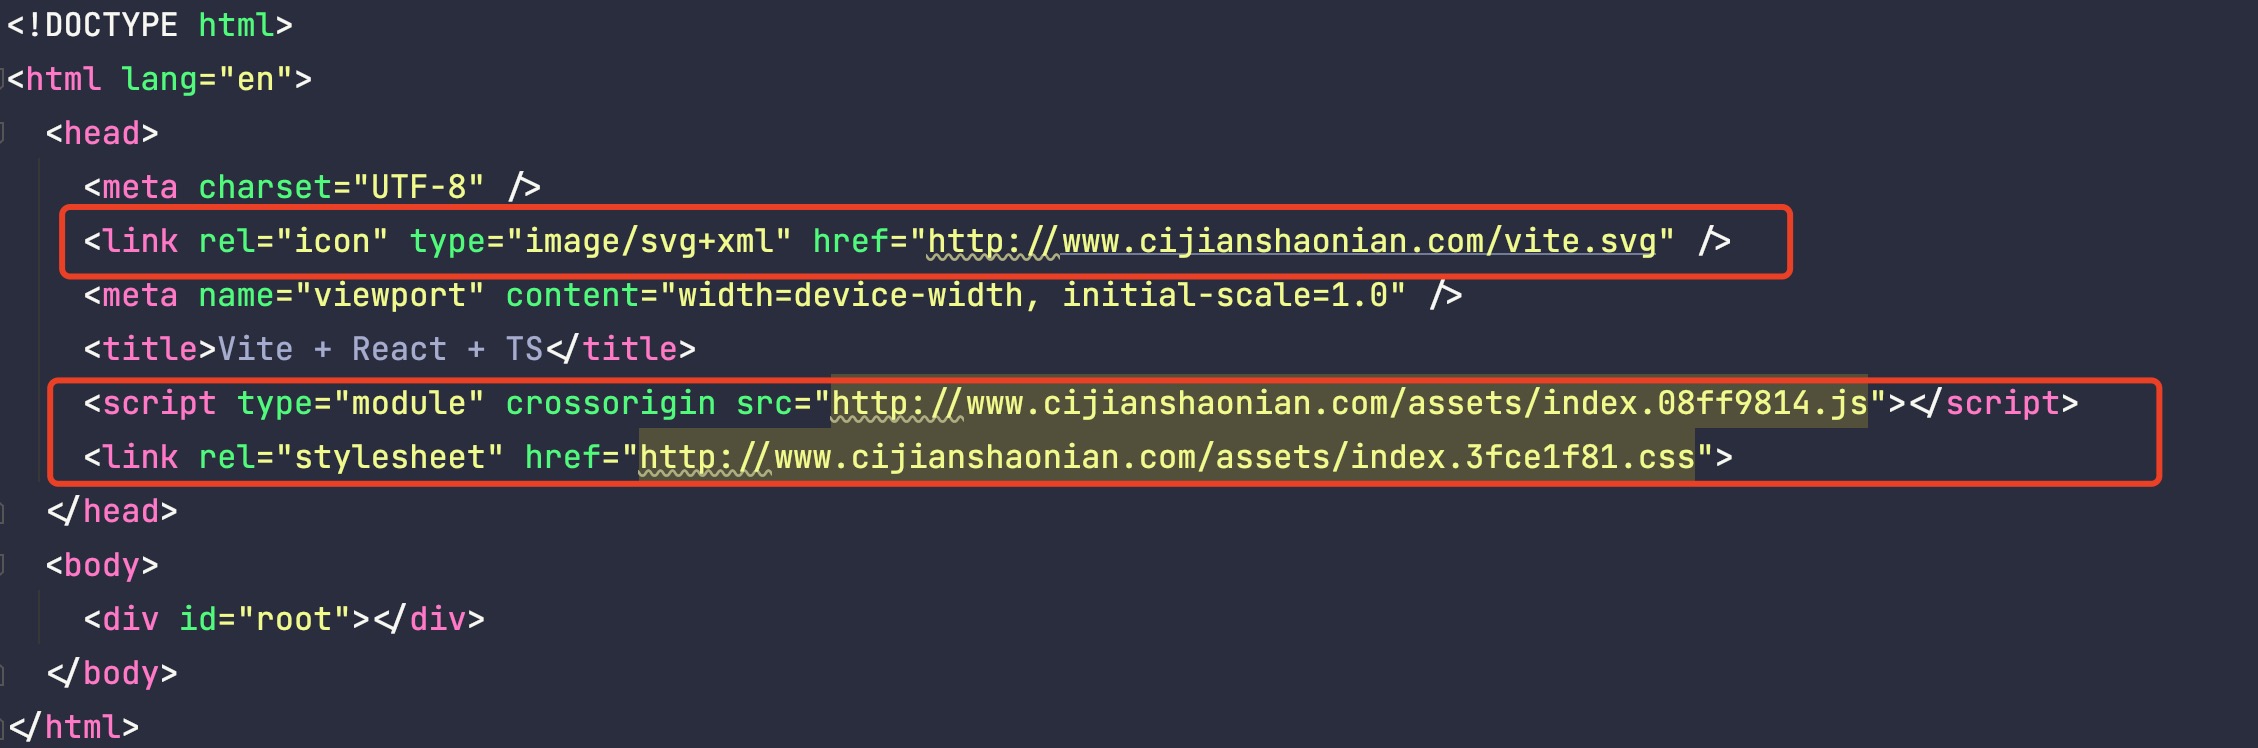 <!DOCTYPE html>
<html lang="en">
<head>
<meta charset="UTF-8" />
<link rel="icon" type="image/svg+xml" href="http://www.cijianshaonian.com/vite.svg" />
<meta name="viewport" content="width=device-width, initial-scale=1.0" />
<title>Vite + React + TS</title>
<script type="module" crossorigin src="http://www.cijianshaonian.com/assets/index.08ff9814.js"></script>
<link rel="stylesheet" href="http://www.cijianshaonian.com/assets/index.3fce1f81.css">
</head>
<body>
<div id="root"></div>
</body>
</html>